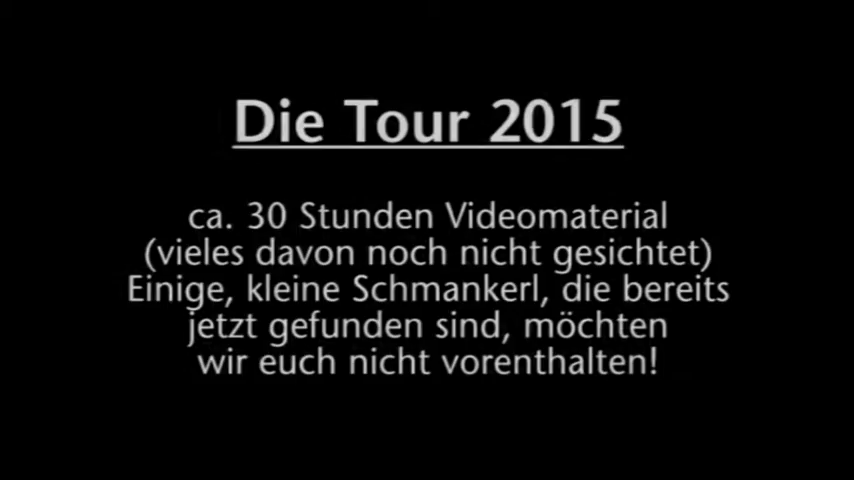 Die Tour 2015
ca. 30 Stunden Videomaterial
(vieles davon noch nicht gesichtet)
Einige, kleine Schmankerl, die bereits
jetzt gefunden sind, möchten
wir euch nicht vorenthalten!